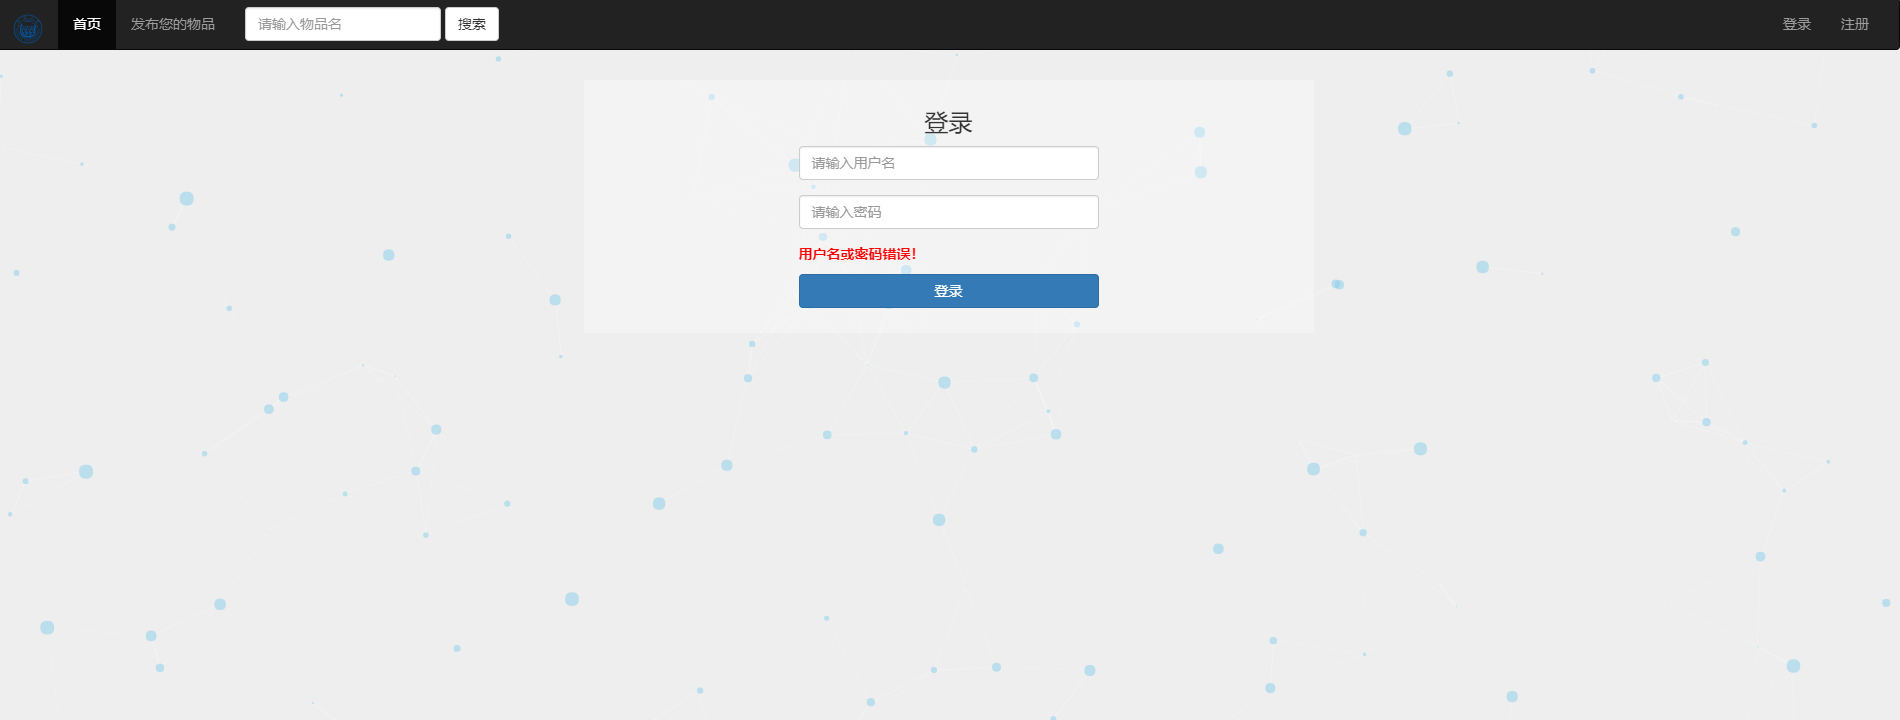 首页 发布您的物品 请输入物品名 搜索 登录 注册
登录
请输入用户名
请输入密码
用户名或密码错误！
登录